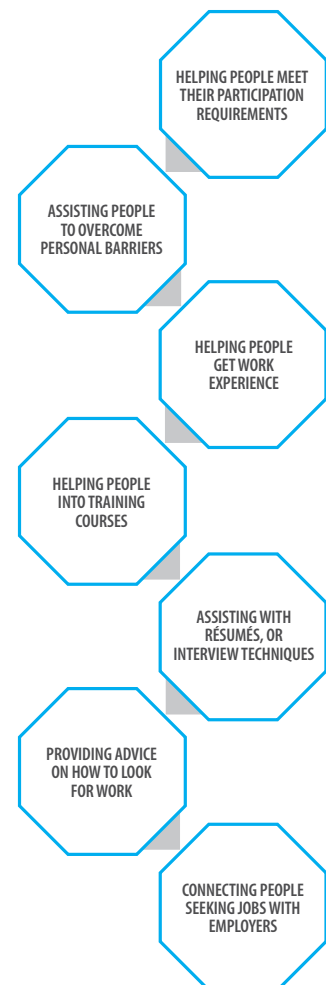 HELPING PEOPLE MEET
THEIR PARTICIPATION
REQUIREMENTS
ASSISTING PEOPLE
TO OVERCOME
PERSONAL BARRIERS
HELPING PEOPLE
GET WORK
EXPERIENCE
HELPING PEOPLE
INTO TRAINING
COURSES
ASSISTING WITH
RÉSUMÉS, OR
INTERVIEW TECHNIQUES
PROVIDING ADVICE
ON HOW TO LOOK
FOR WORK
CONNECTING PEOPLE
SEEKING JOBS WITH
EMPLOYERS